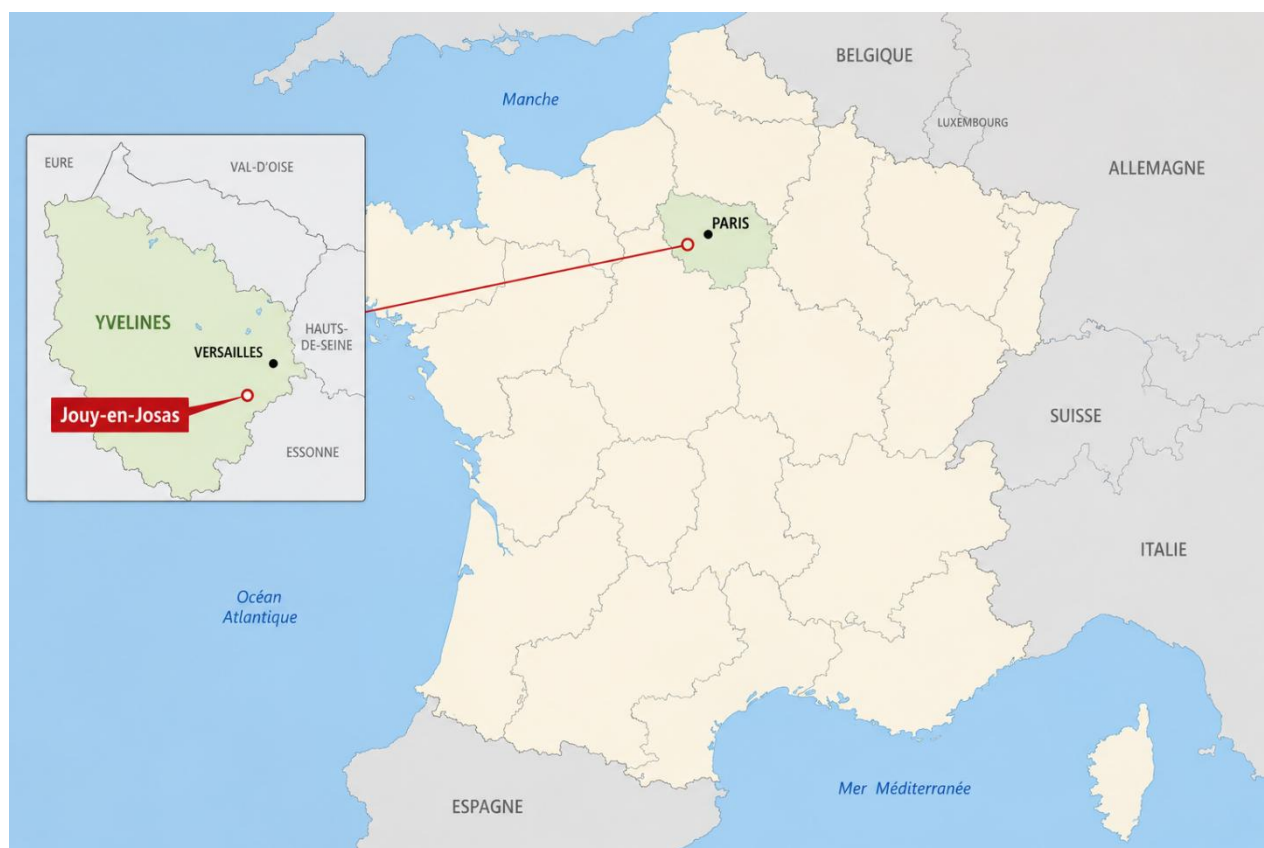 BELGIQUE
Manche
LUXEMBOURG
EURE
VAL-D'OISE
ALLEMAGNE
PARIS
YVELINES
HAUTS-
DE-SEINE
VERSAILLES
Jouy-en-Josas
SUISSE
ESSONNE
ITALIE
Océan
Atlantique
Mer Méditerranée
ESPAGNE